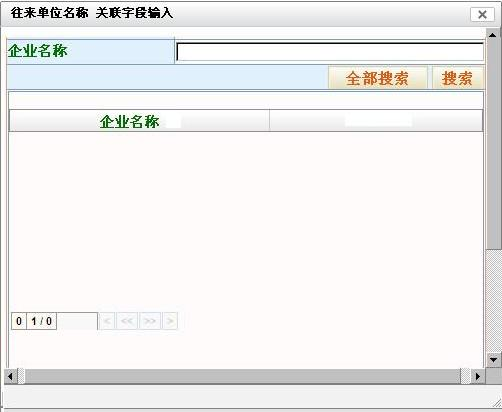 往来单位名称 关联字段输入
企业名称
全部搜索 搜索
企业名称
0 1 / 0 < << >> >